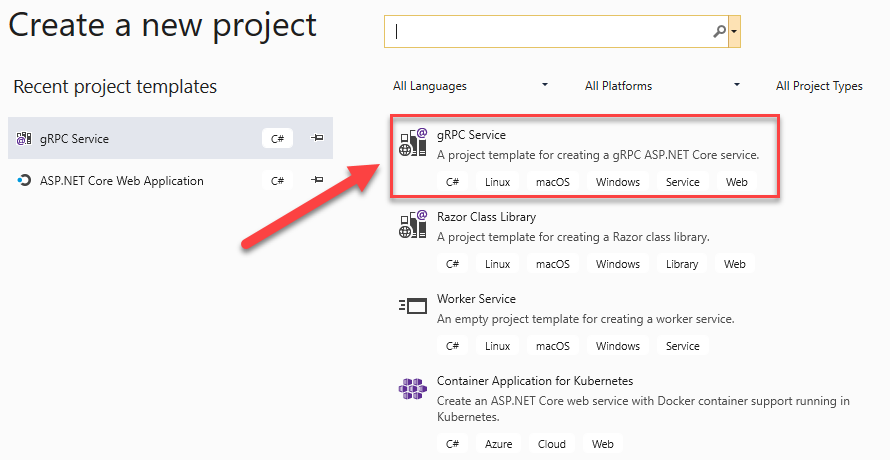 Create a new project
Recent project templates
gRPC Service C#
ASP.NET Core Web Application C#
All Languages All Platforms All Project Types
gRPC Service
A project template for creating a gRPC ASP.NET Core service.
C# Linux macOS Windows Service Web
Razor Class Library
A project template for creating a Razor class library.
C# Linux macOS Windows Library Web
Worker Service
An empty project template for creating a worker service.
C# Linux macOS Windows Service
Container Application for Kubernetes
Create an ASP.NET Core web service with Docker container support running in
Kubernetes.
C# Azure Cloud Web